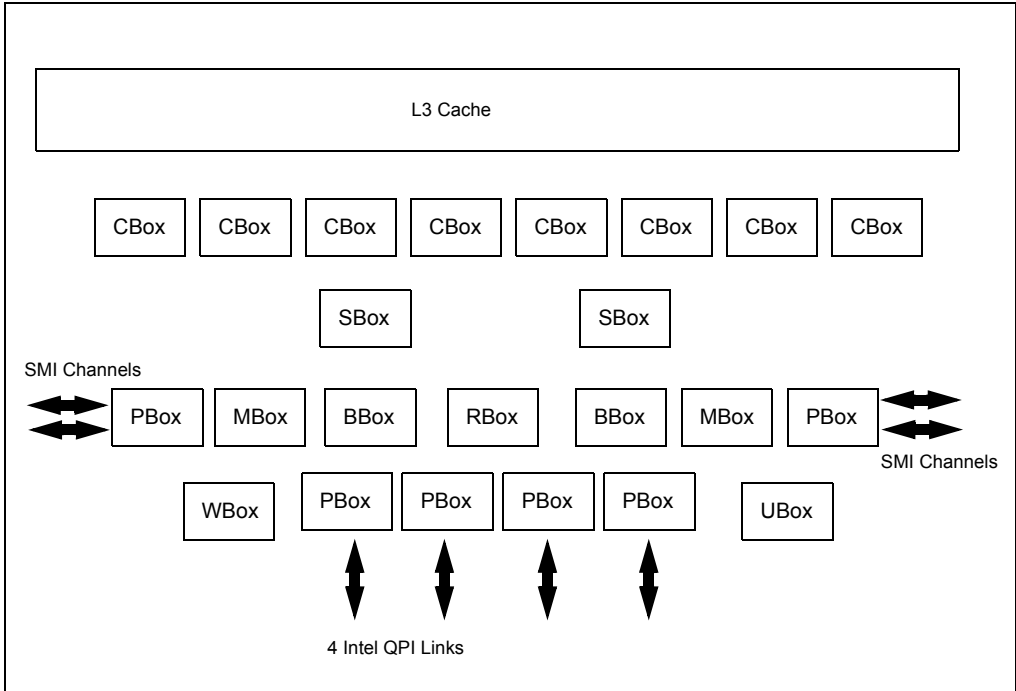 L3 Cache
CBox CBox CBox CBox CBox CBox CBox CBox
SBox SBox
SMI Channels
PBox MBox BBox RBox BBox MBox PBox
SMI Channels
WBox PBox PBox PBox PBox UBox
4 Intel QPI Links